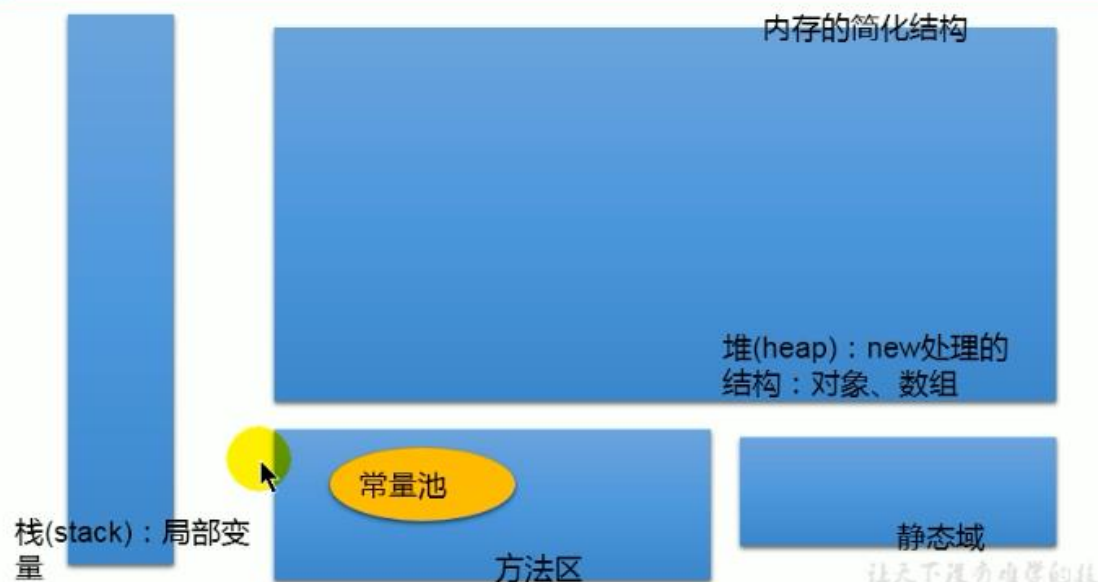 内存的简化结构
堆(heap)：new处理的
结构：对象、数组
常量池
栈(stack)：局部变
量
方法区
静态域